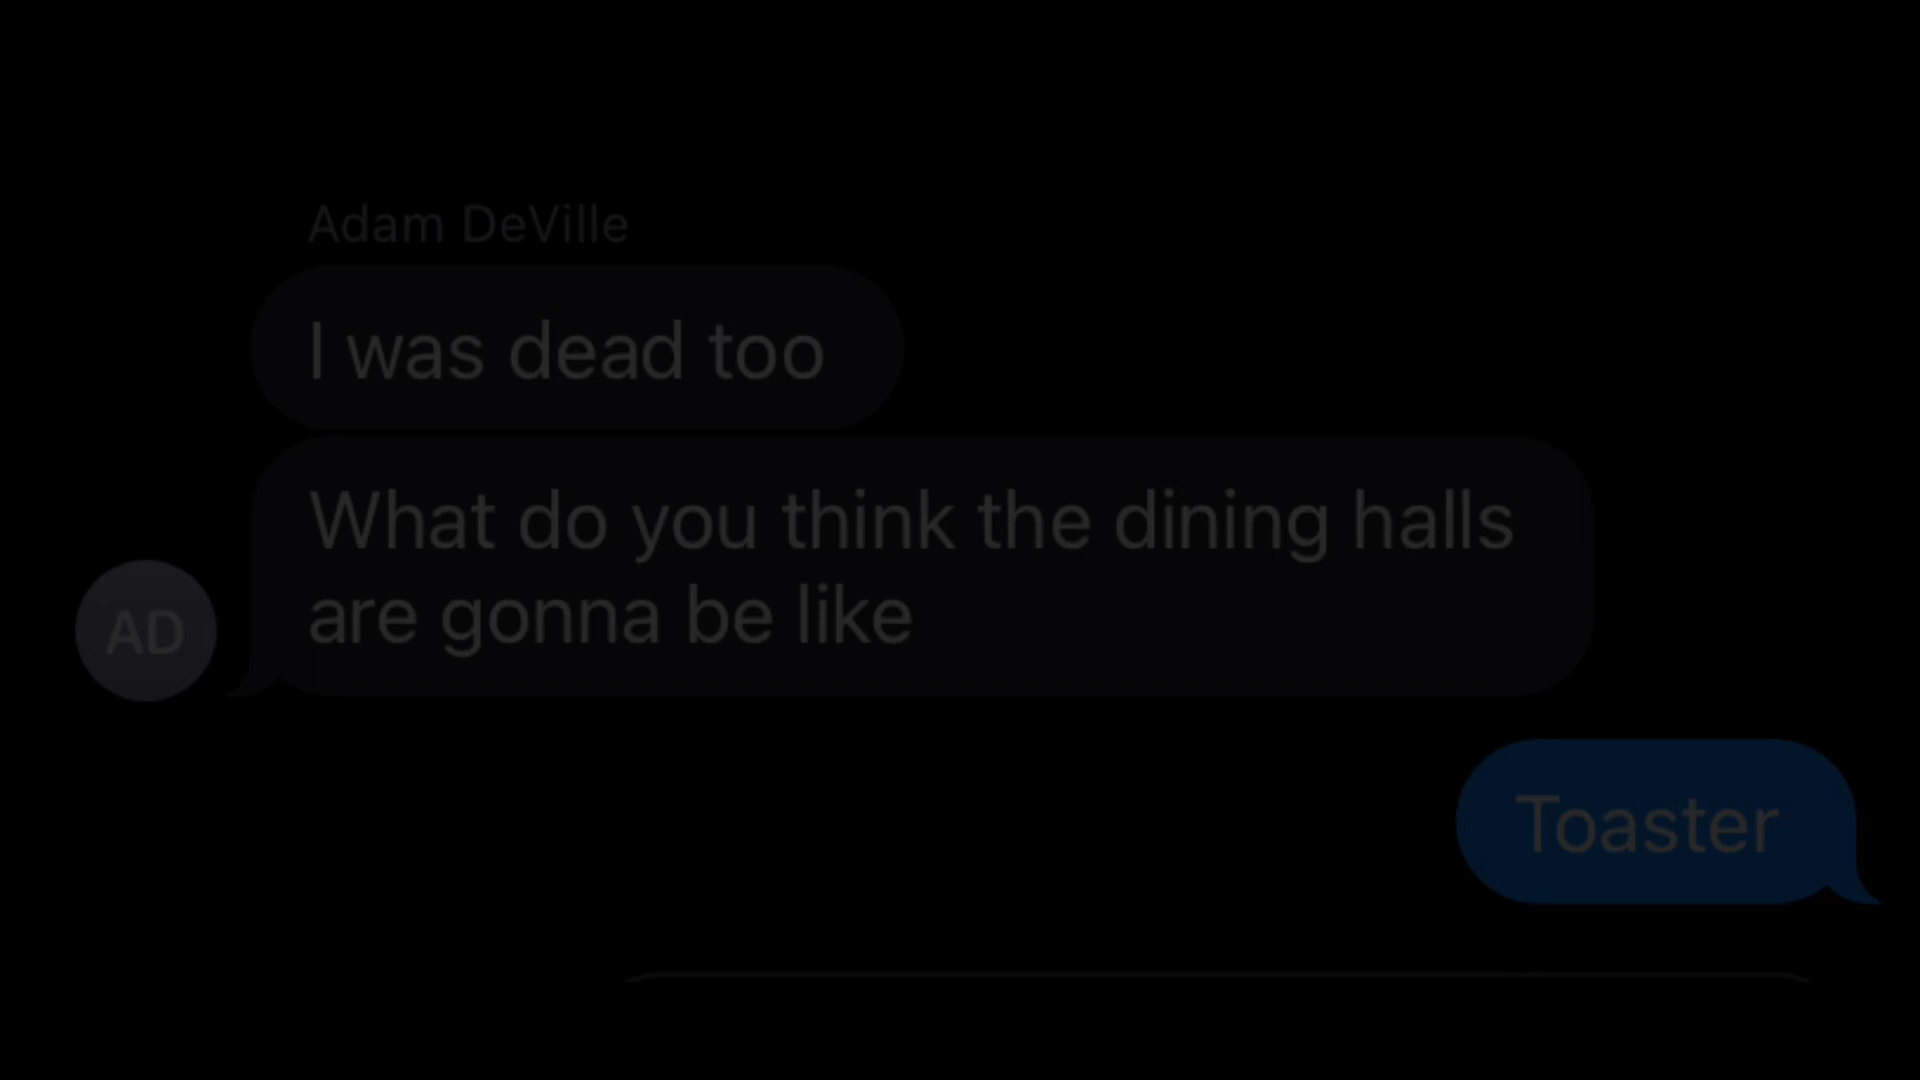 Adam DeVille
I was dead too
What do you think the dining halls
are gonna be like
AD
Toaster